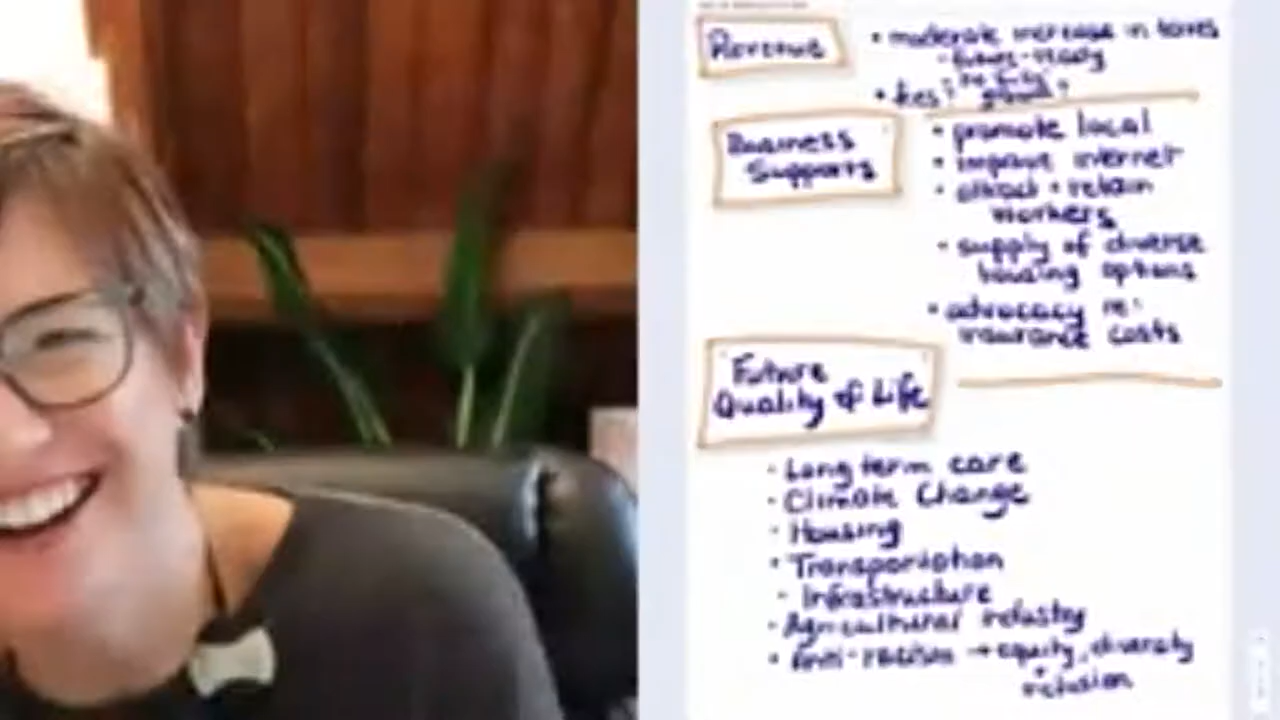 Revenue
• moderate increase in taxes
- future-ready
• fees?
Business
Supports
• promote local
• improve internet
• attract + retain
workers
• supply of diverse
housing options
• advocacy re:
insurance costs
Future
Quality of Life
• Long term care
• Climate Change
• Housing
• Transportation
• Infrastructure
• Agricultural industry
• Anti-racism → equity, diversity
+
inclusion